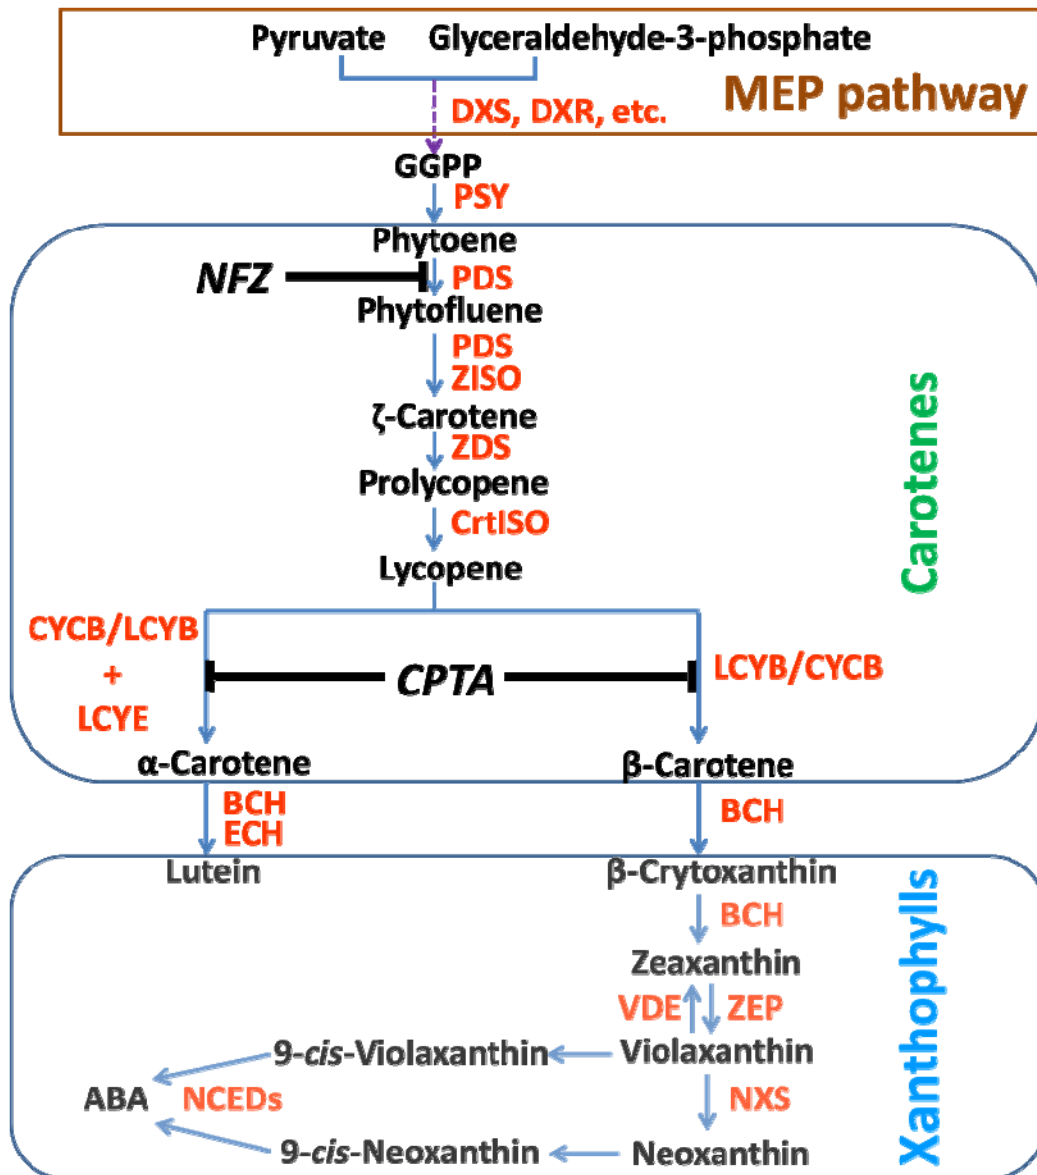 Pyruvate Glyceraldehyde-3-phosphate
MEP pathway
DXS, DXR, etc.
GGPP
PSY
Phytoene
NFZ
PDS
Phytofluene
PDS
ZISO
ζ-Carotene
ZDS
Prolycopene
CrtISO
Lycopene
Carotenes
CYCB/LCYB
+
LCYE
CPTA
LCYB/CYCB
α-Carotene
β-Carotene
BCH
ECH
BCH
Lutein
β-Crytoxanthin
BCH
Zeaxanthin
VDE
ZEP
9-cis-Violaxanthin
Violaxanthin
ABA
NCEDs
NXS
9-cis-Neoxanthin
Neoxanthin
Xanthophylls